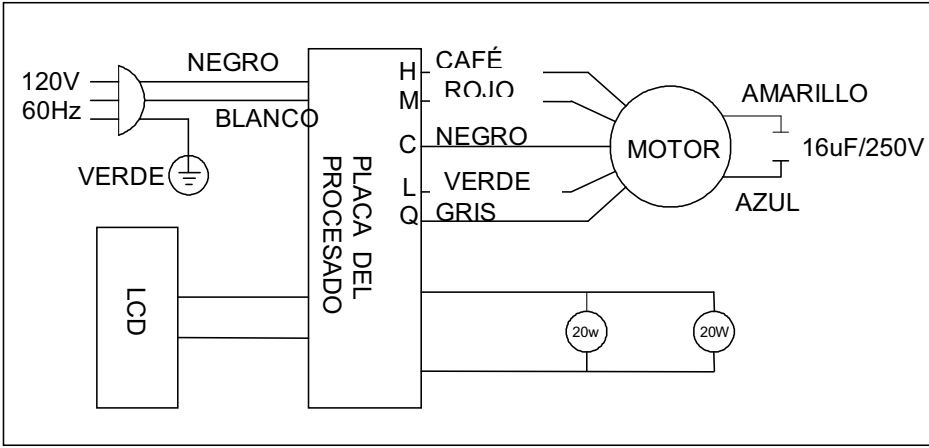 120V
60Hz
NEGRO
BLANCO
VERDE
LCD
PLACA DEL
PROCESADO
H
CAFÉ
M
ROJO
C
NEGRO
L
VERDE
Q
GRIS
MOTOR
AMARILLO
16uF/250V
AZUL
20w
20W